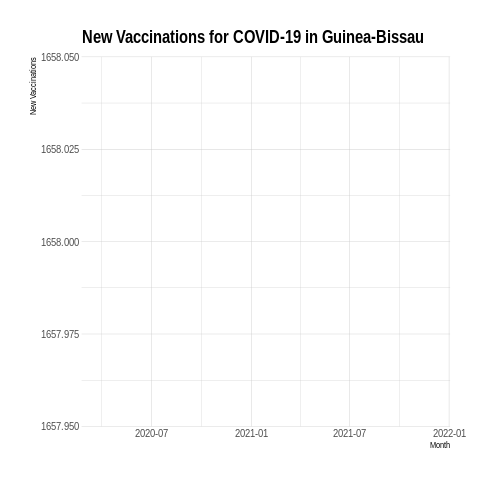 New Vaccinations for COVID-19 in Guinea-Bissau
New Vaccinations
1658.050
1658.025
1658.000
1657.975
1657.950
2020-07 2021-01 2021-07 2022-01
Month